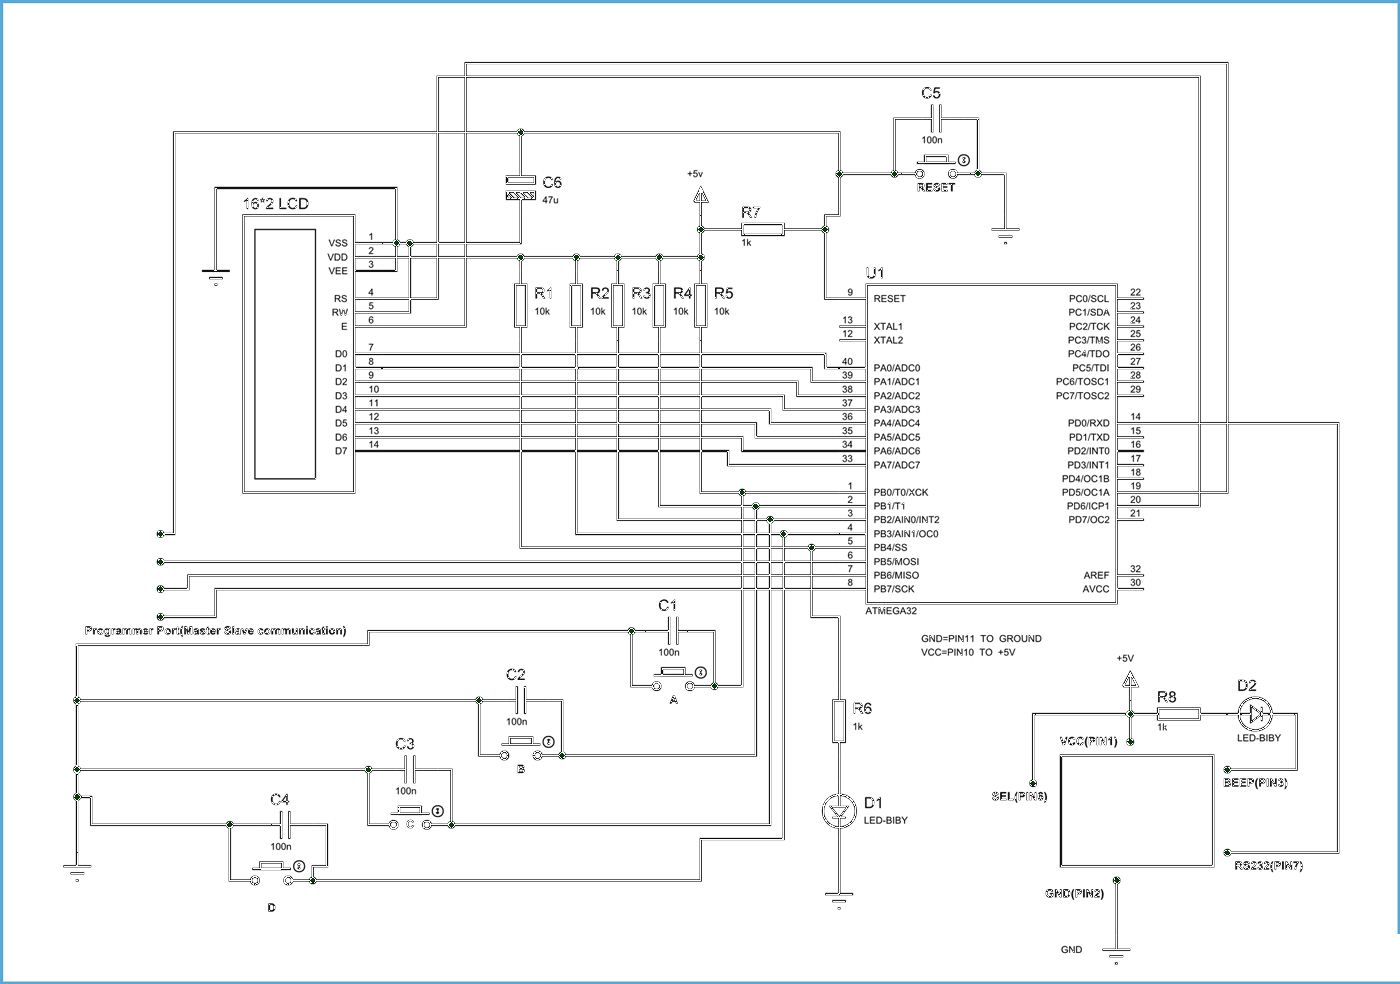 C5
100n
RESET
C6
47u
+5v
R7
1k
16*2 LCD
VSS 1
VDD 2
VEE 3
RS 4
RW 5
E 6
D0 7
D1 8
D2 9
D3 10
D4 11
D5 12
D6 13
D7 14
R1
10k
R2
10k
R3
10k
R4
10k
R5
10k
U1
9 RESET
13 XTAL1
12 XTAL2
40 PA0/ADC0
39 PA1/ADC1
38 PA2/ADC2
37 PA3/ADC3
36 PA4/ADC4
35 PA5/ADC5
34 PA6/ADC6
33 PA7/ADC7
1 PB0/T0/XCK
2 PB1/T1
3 PB2/AIN0/INT2
4 PB3/AIN1/OC0
5 PB4/SS
6 PB5/MOSI
7 PB6/MISO
8 PB7/SCK
PC0/SCL 22
PC1/SDA 23
PC2/TCK 24
PC3/TMS 25
PC4/TDO 26
PC5/TDI 27
PC6/TOSC1 28
PC7/TOSC2 29
PD0/RXD 14
PD1/TXD 15
PD2/INT0 16
PD3/INT1 17
PD4/OC1B 18
PD5/OC1A 19
PD6/ICP1 20
PD7/OC2 21
AREF 32
AVCC 30
ATMEGA32
GND=PIN11 TO GROUND
VCC=PIN10 TO +5V
Programmer Port(Master Slave communication)
C1
100n
A
C2
100n
B
C3
100n
C
C4
100n
D
R6
1k
D1
LED-BIBY
+5V
R8
1k
D2
LED-BIBY
VCC(PIN1)
SEL(PIN6)
BEEP(PIN3)
RS232(PIN7)
GND(PIN2)
GND